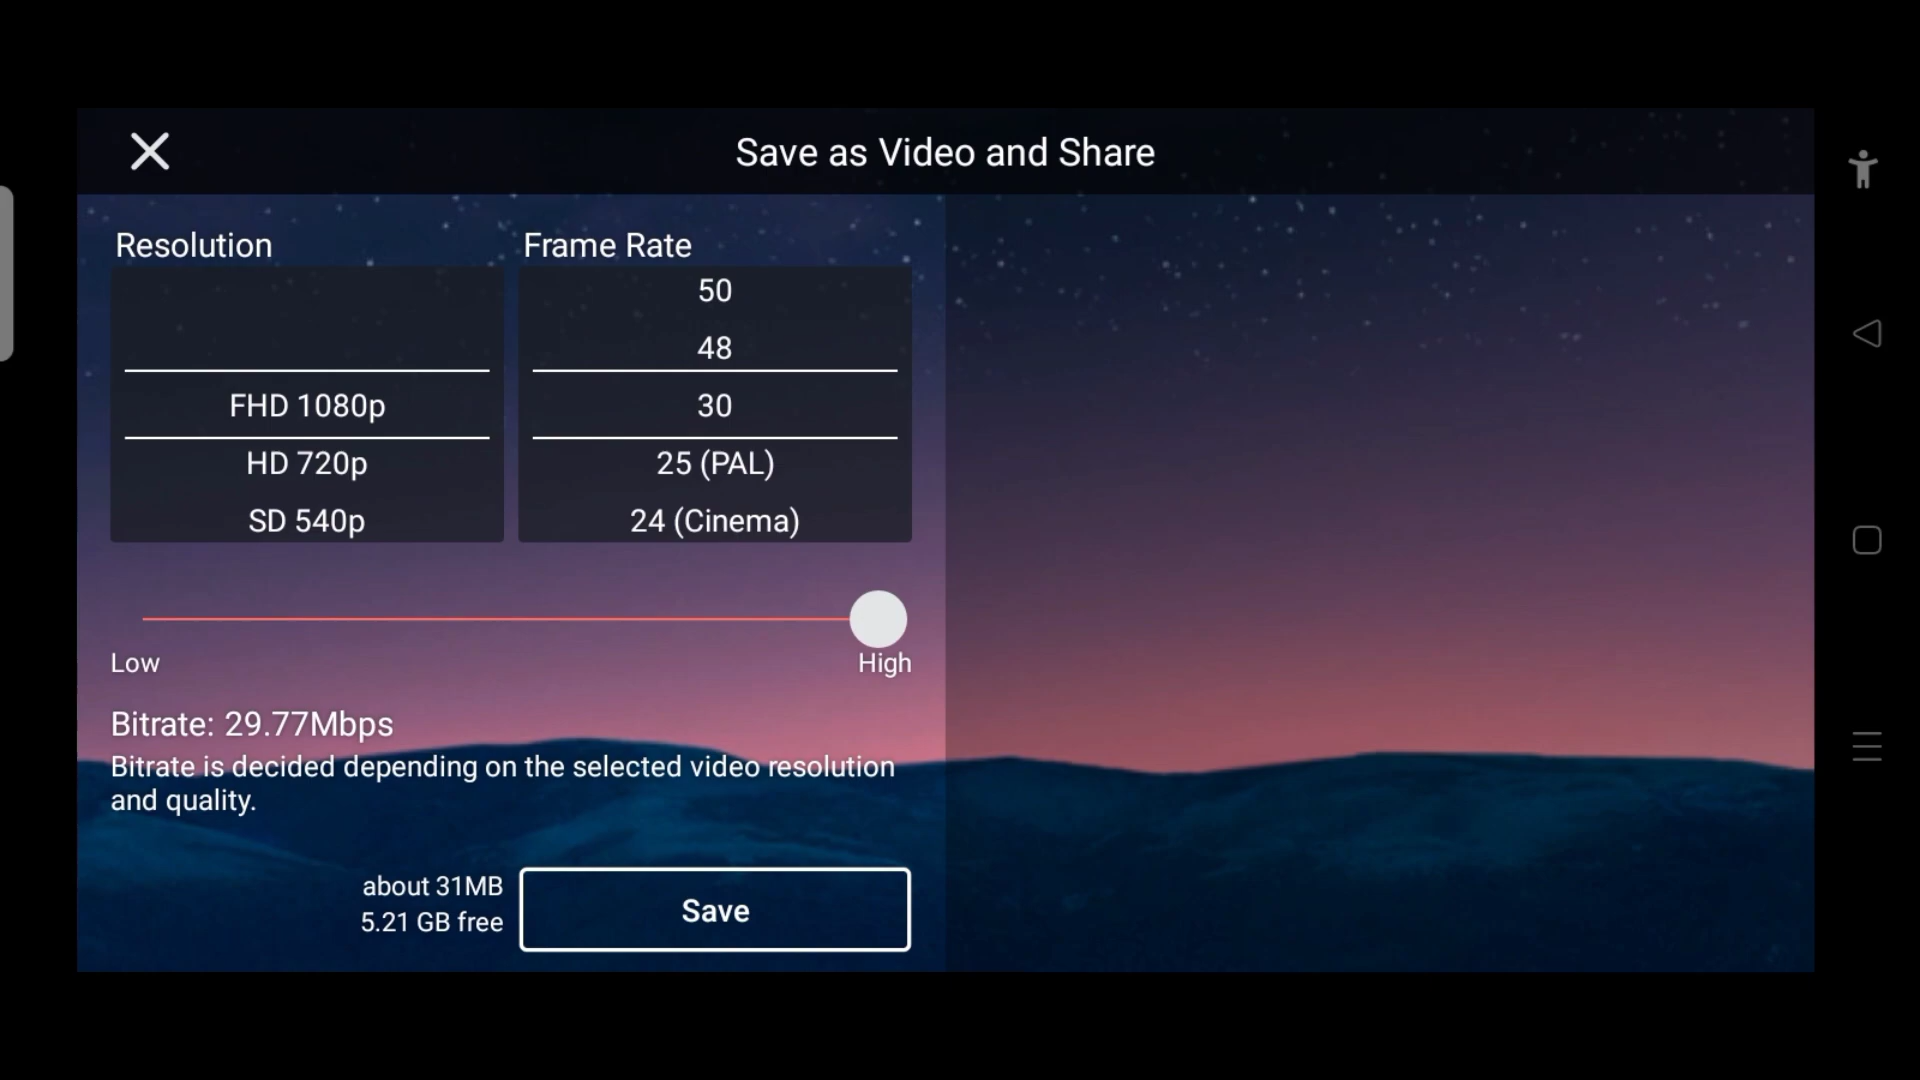 Save as Video and Share
Resolution
Frame Rate
50
48
FHD 1080p
30
HD 720p
25 (PAL)
SD 540p
24 (Cinema)
Low
High
Bitrate: 29.77Mbps
Bitrate is decided depending on the selected video resolution
and quality.
about 31MB
5.21 GB free
Save